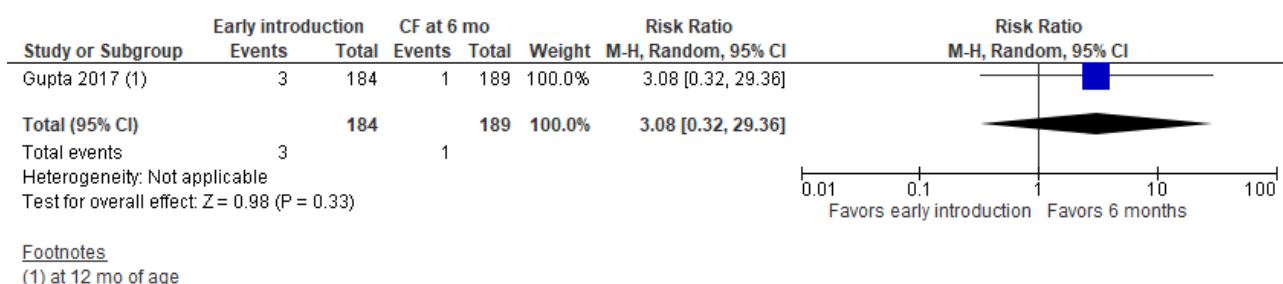 Early introduction CF at 6 mo Risk Ratio Risk Ratio
Study or Subgroup Events Total Events Total Weight M-H, Random, 95% CI M-H, Random, 95% CI
Gupta 2017 (1) 3 184 1 189 100.0% 3.08 [0.32, 29.36]
Total (95% CI) 184 189 100.0% 3.08 [0.32, 29.36]
Total events 3 1
Heterogeneity: Not applicable
Test for overall effect: Z = 0.98 (P = 0.33)
0.01 0.1 1 10 100
Favors early introduction Favors 6 months
Footnotes
(1) at 12 mo of age